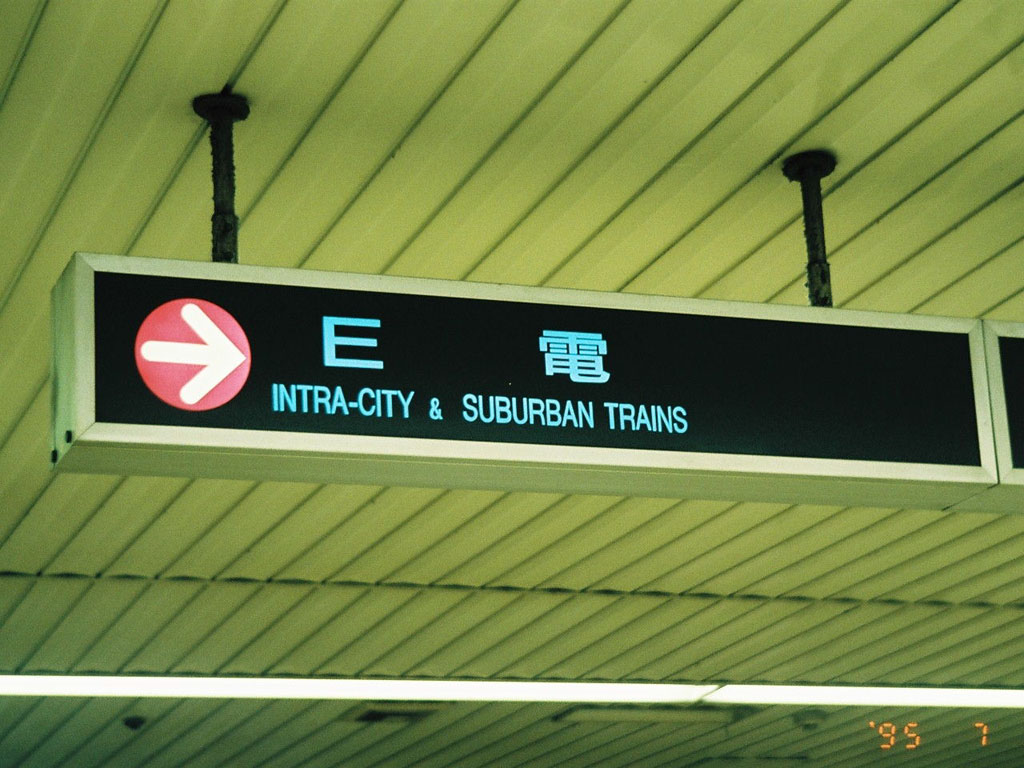 E 電
INTRA-CITY & SUBURBAN TRAINS
'95 7